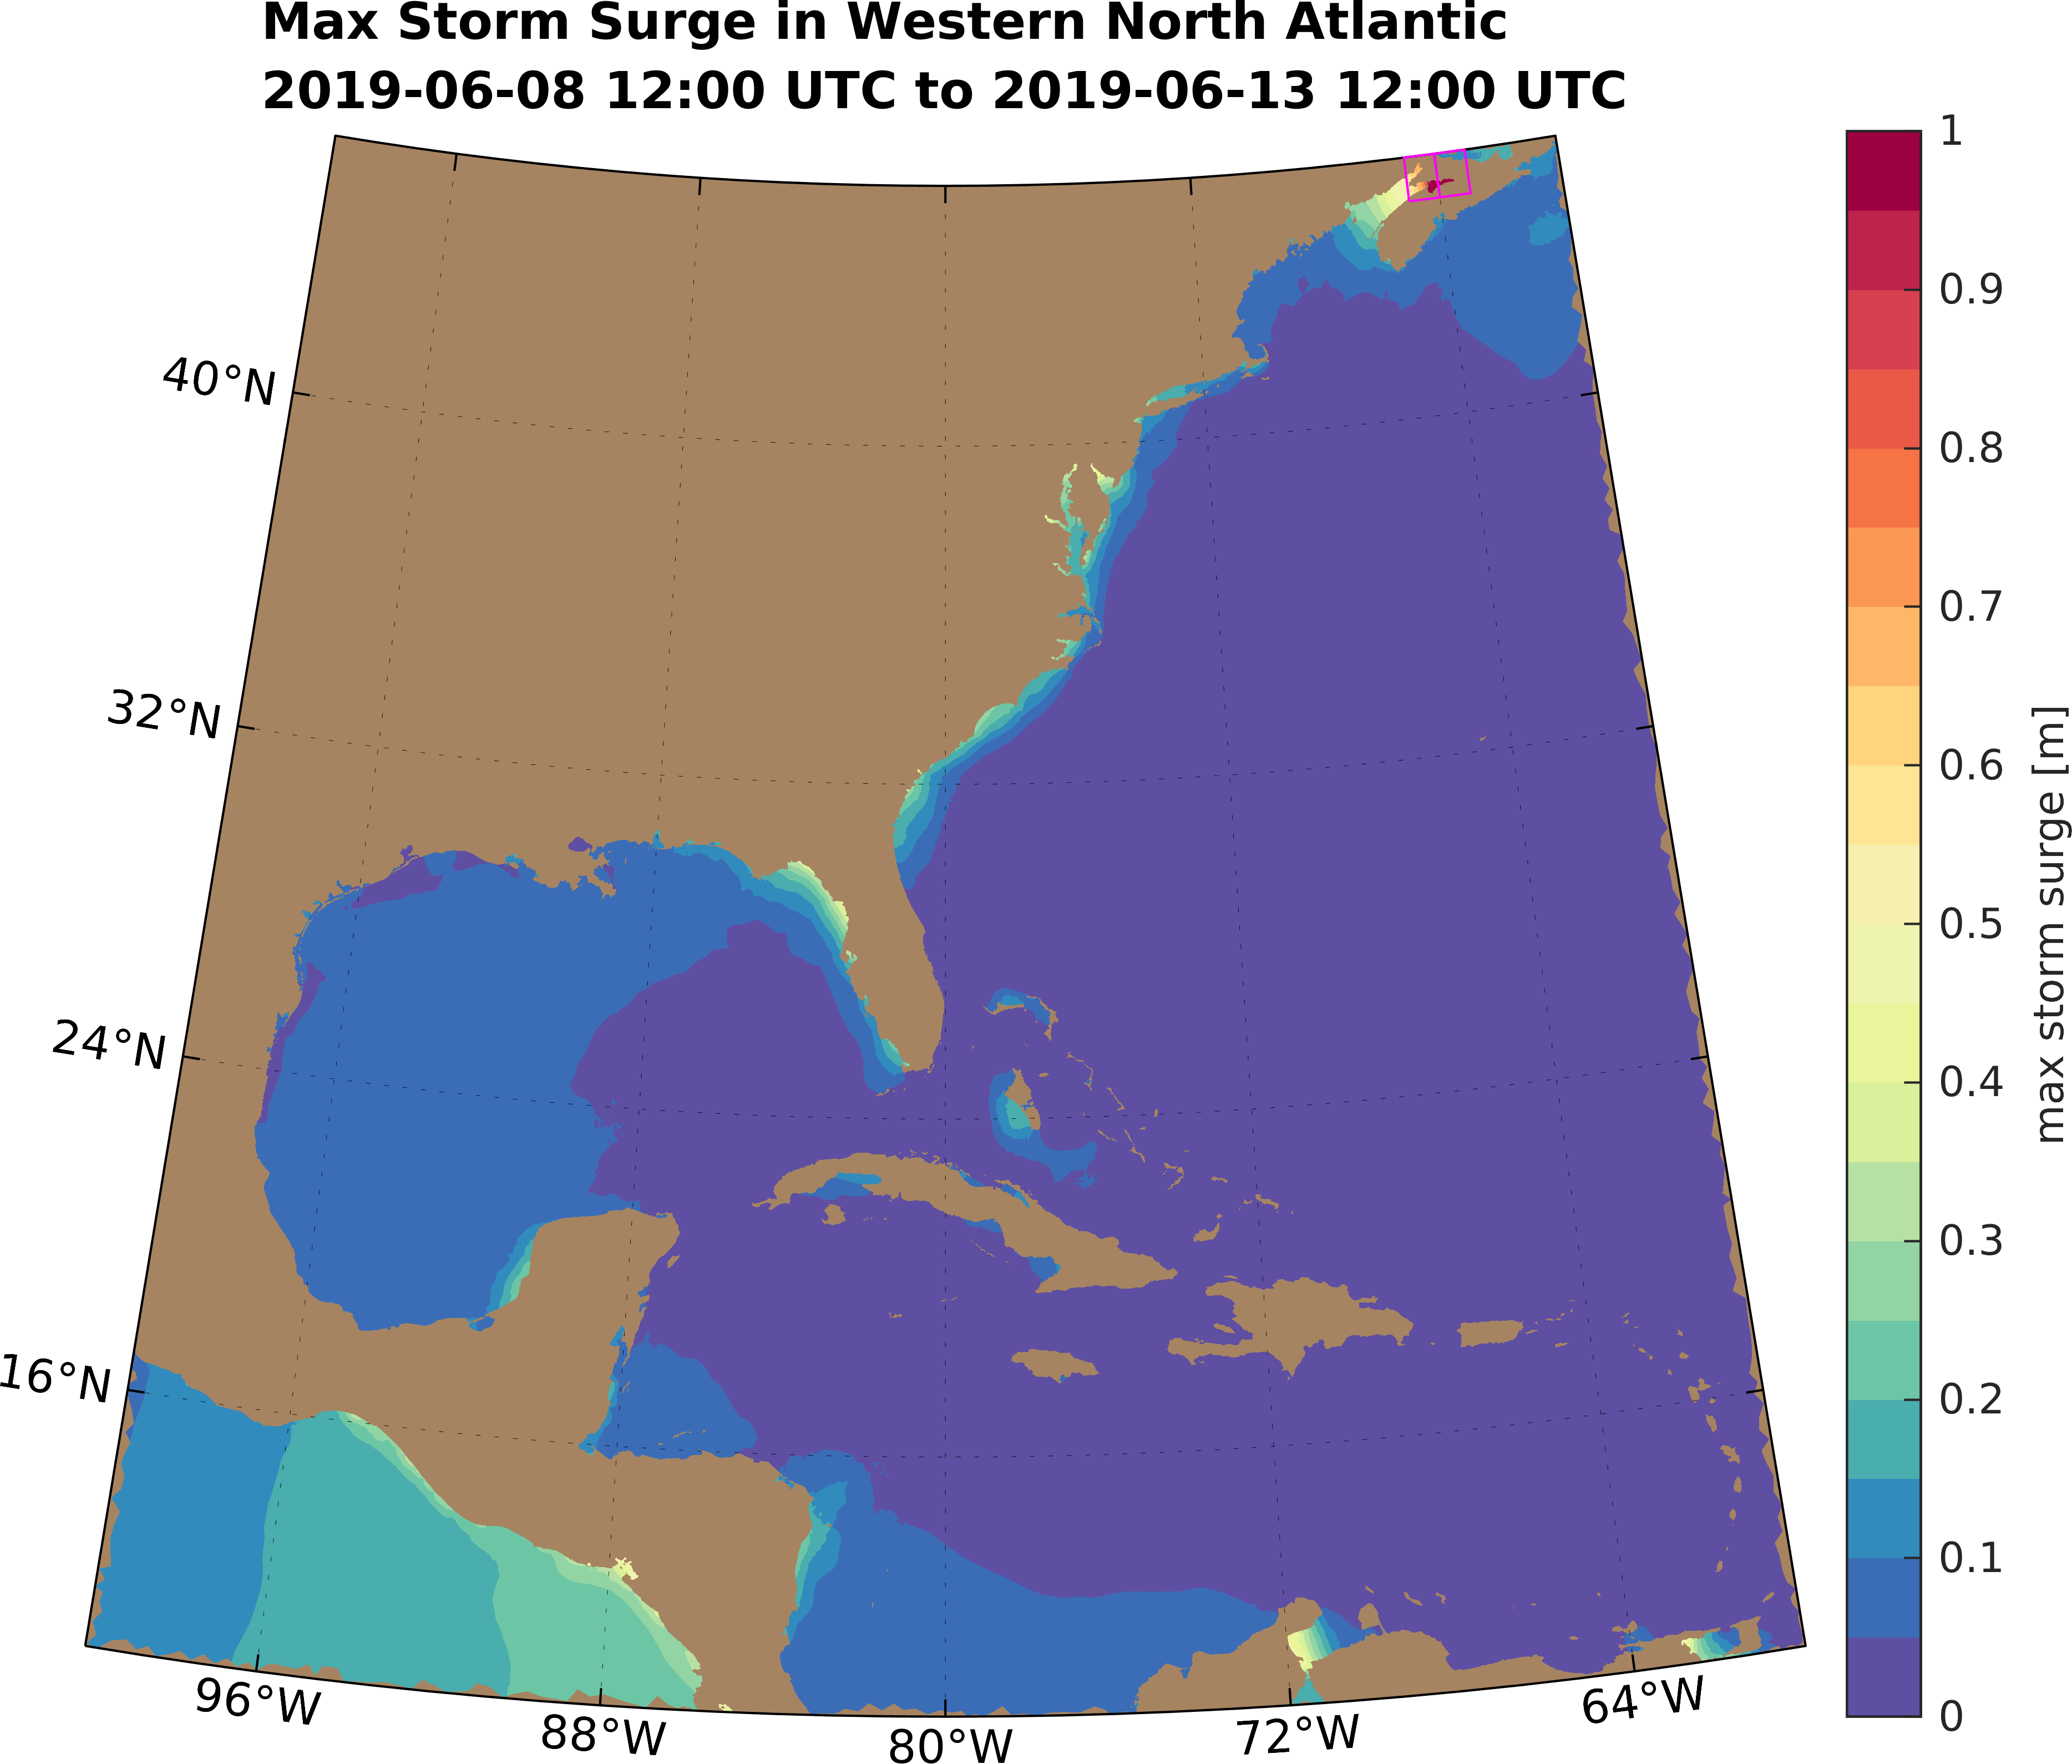 Max Storm Surge in Western North Atlantic
2019-06-08 12:00 UTC to 2019-06-13 12:00 UTC
40°N
32°N
24°N
16°N
96°W
88°W
80°W
72°W
64°W
1
0.9
0.8
0.7
0.6
0.5
0.4
0.3
0.2
0.1
0
max storm surge [m]